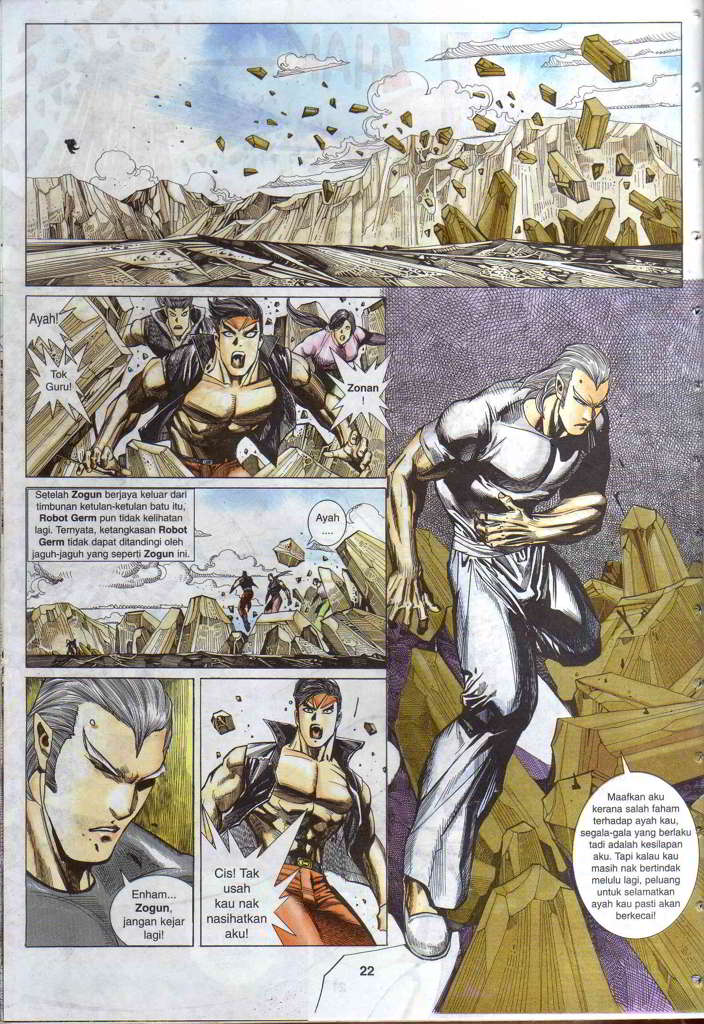 Ayah!
Tok
Guru!
Zonan
!
Setelah Zogun berjaya keluar dari
timbunan ketulan-ketulan batu itu,
Robot Germ pun tidak kelihatan
lagi. Ternyata, ketangkasan Robot
Germ tidak dapat ditandingi oleh
jaguh-jaguh yang seperti Zogun ini.
Ayah
....
Enham...
Zogun,
jangan kejar
lagi!
Cis! Tak
usah
kau nak
nasihatkan
aku!
Maafkan aku
kerana salah faham
terhadap ayah kau,
segala-gala yang berlaku
tadi adalah kesilapan
aku. Tapi kalau kau
masih nak bertindak
melulu lagi, peluang
untuk selamatkan
ayah kau pasti akan
berkecai!
22